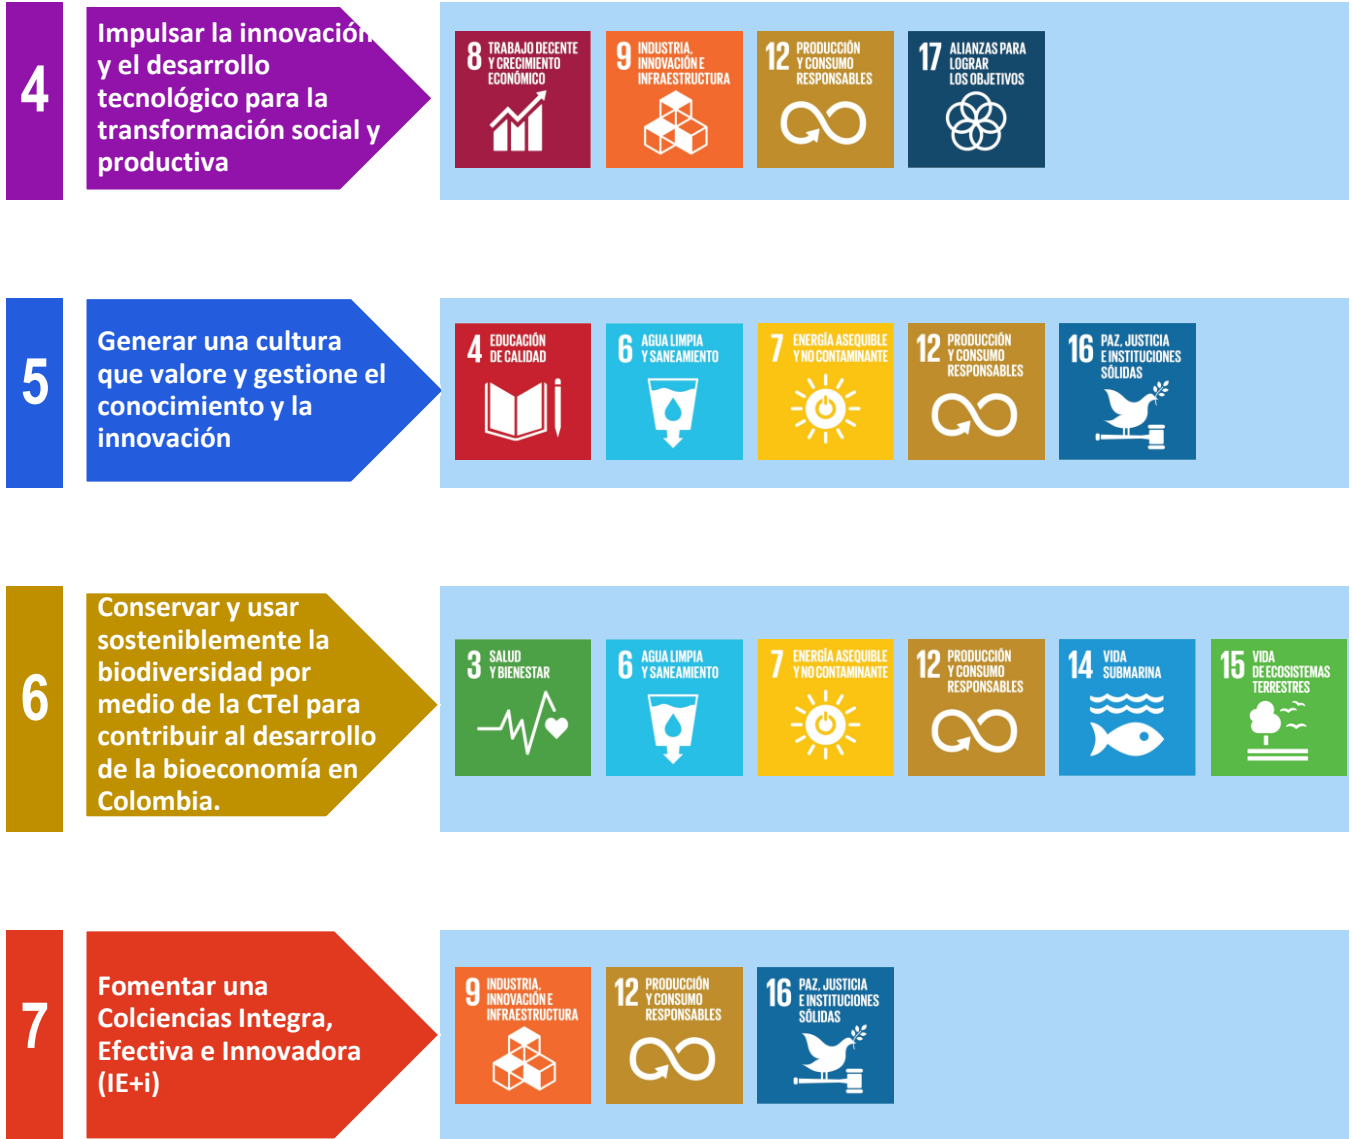 4
Impulsar la innovación
y el desarrollo
tecnológico para la
transformación social y
productiva
8 TRABAJO DECENTE
Y CRECIMIENTO
ECONÓMICO
9 INDUSTRIA,
INNOVACIÓN E
INFRAESTRUCTURA
12 PRODUCCIÓN
Y CONSUMO
RESPONSABLES
17 ALIANZAS PARA
LOGRAR
LOS OBJETIVOS
5
Generar una cultura
que valore y gestione el
conocimiento y la
innovación
4 EDUCACIÓN
DE CALIDAD
6 AGUA LIMPIA
Y SANEAMIENTO
7 ENERGÍA ASEQUIBLE
Y NO CONTAMINANTE
12 PRODUCCIÓN
Y CONSUMO
RESPONSABLES
16 PAZ, JUSTICIA
E INSTITUCIONES
SÓLIDAS
6
Conservar y usar
sosteniblemente la
biodiversidad por
medio de la CTeI para
contribuir al desarrollo
de la bioeconomía en
Colombia.
3 SALUD
Y BIENESTAR
6 AGUA LIMPIA
Y SANEAMIENTO
7 ENERGÍA ASEQUIBLE
Y NO CONTAMINANTE
12 PRODUCCIÓN
Y CONSUMO
RESPONSABLES
14 VIDA
SUBMARINA
15 VIDA
DE ECOSISTEMAS
TERRESTRES
7
Fomentar una
Colciencias Integra,
Efectiva e Innovadora
(IE+i)
9 INDUSTRIA,
INNOVACIÓN E
INFRAESTRUCTURA
12 PRODUCCIÓN
Y CONSUMO
RESPONSABLES
16 PAZ, JUSTICIA
E INSTITUCIONES
SÓLIDAS